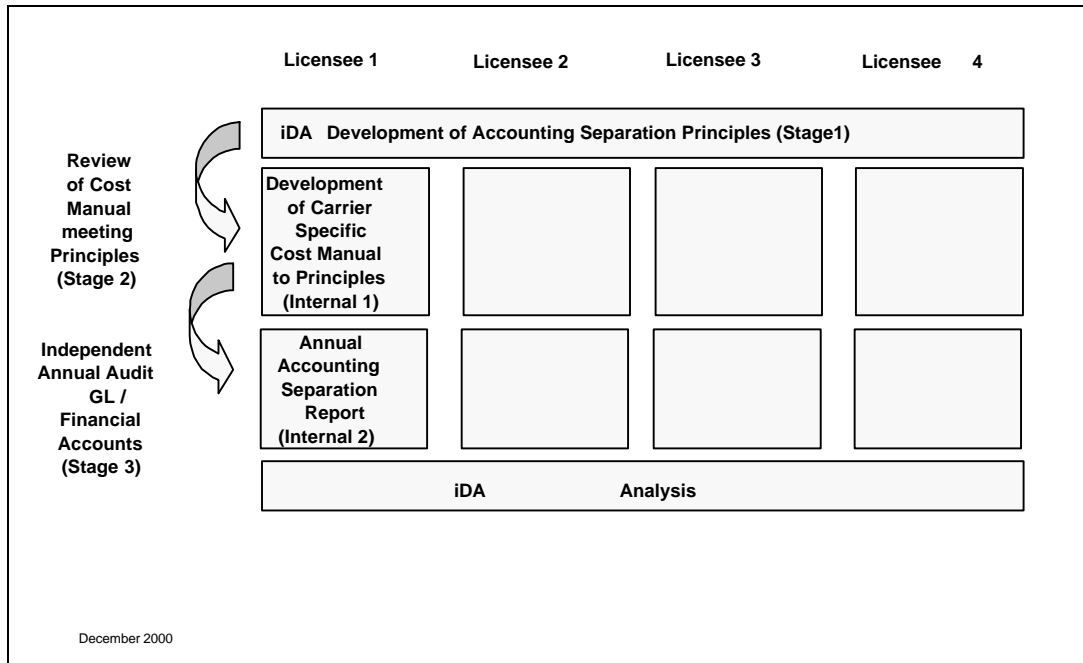 Licensee 1
Licensee 2
Licensee 3
Licensee 4
iDA Development of Accounting Separation Principles (Stage1)
Review
of Cost
Manual
meeting
Principles
(Stage 2)
Development
of Carrier
Specific
Cost Manual
to Principles
(Internal 1)
Independent
Annual Audit
GL /
Financial
Accounts
(Stage 3)
Annual
Accounting
Separation
Report
(Internal 2)
iDA Analysis
December 2000